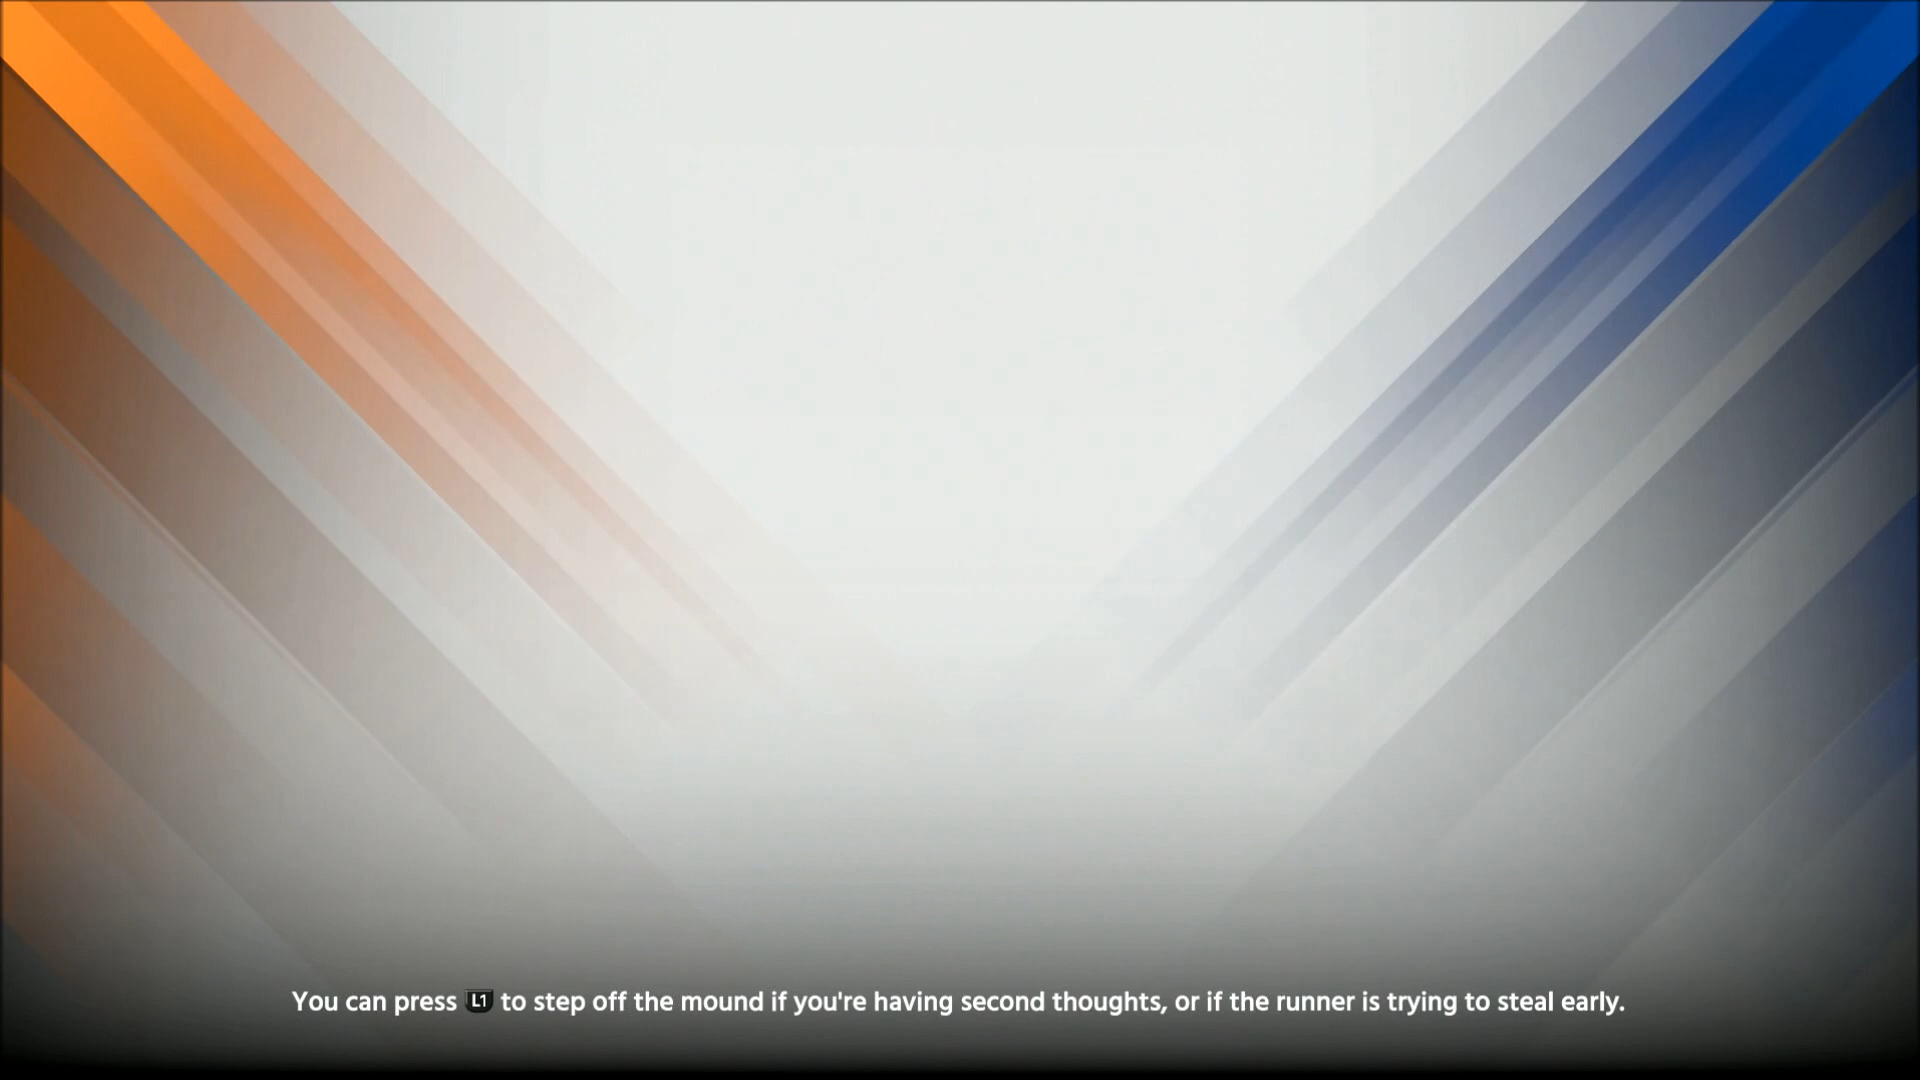 You can press L1 to step off the mound if you're having second thoughts, or if the runner is trying to steal early.